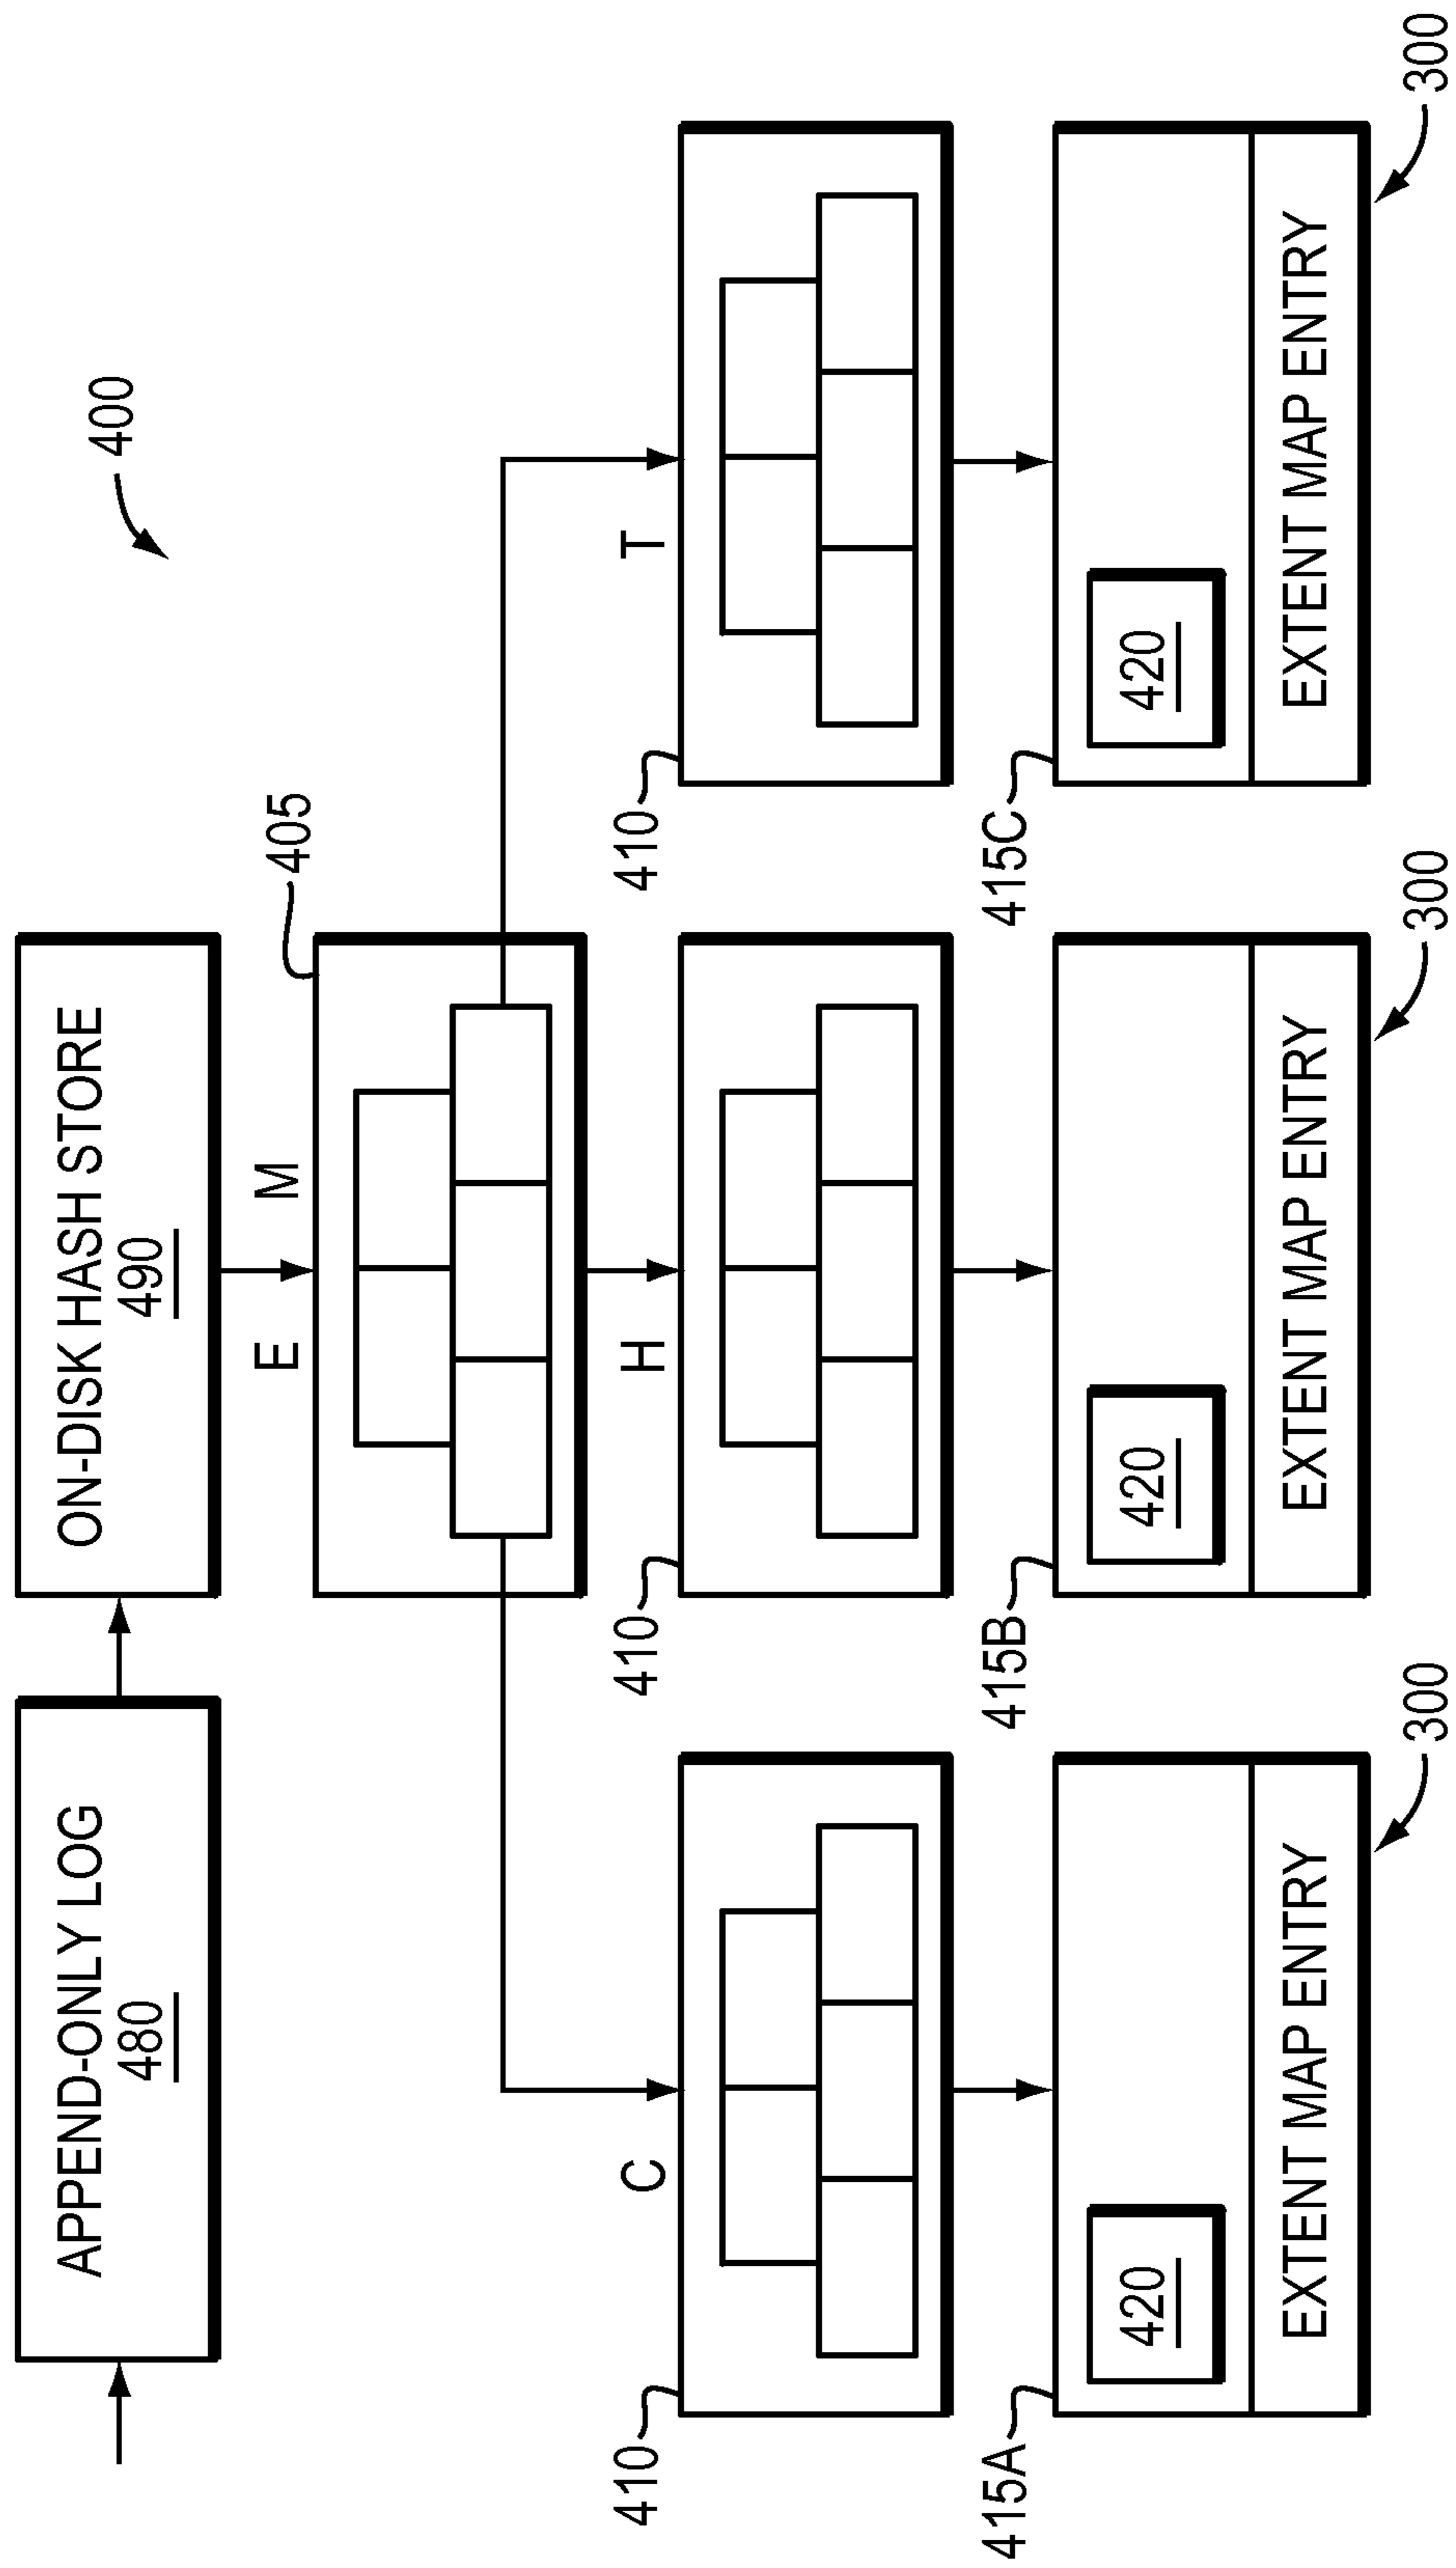 400
APPEND-ONLY LOG
480
ON-DISK HASH STORE
490
E M
405
C
H
T
410
410
410
415A
415B
415C
420
420
420
EXTENT MAP ENTRY
EXTENT MAP ENTRY
EXTENT MAP ENTRY
300
300
300